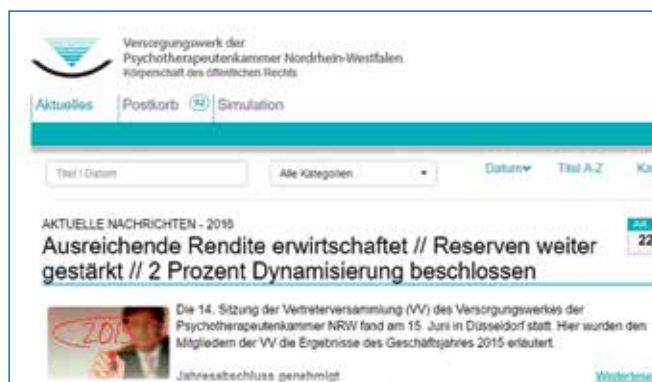 Versorgungswerk der
Psychotherapeutenkammer Nordrhein-Westfalen
Körperschaft des öffentlichen Rechts
Aktuelles Postkorb Simulation
Titel / Datum Alle Kategorien Datum Titel A-Z
AKTUELLE NACHRICHTEN - 2016
22
Ausreichende Rendite erwirtschaftet // Reserven weiter
gestärkt // 2 Prozent Dynamisierung beschlossen
Die 14. Sitzung der Vertreterversammlung (VV) des Versorgungswerkes der
Psychotherapeutenkammer NRW fand am 15. Juni in Düsseldorf statt. Hier wurden den
Mitgliedern der VV die Ergebnisse des Geschäftsjahres 2015 erläutert.
201
Jahresabschluss genehmigt